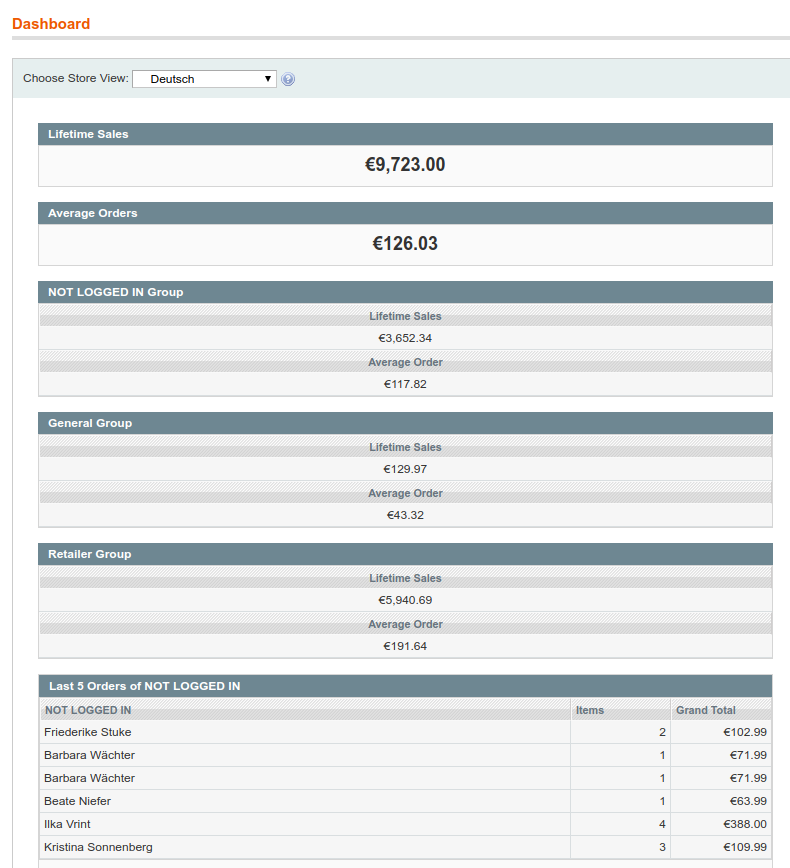 Dashboard
Choose Store View: Deutsch
Lifetime Sales
€9,723.00
Average Orders
€126.03
NOT LOGGED IN Group
Lifetime Sales
€3,652.34
Average Order
€117.82
General Group
Lifetime Sales
€129.97
Average Order
€43.32
Retailer Group
Lifetime Sales
€5,940.69
Average Order
€191.64
Last 5 Orders of NOT LOGGED IN
NOT LOGGED IN Items Grand Total
Friederike Stuke 2 €102.99
Barbara Wächter 1 €71.99
Barbara Wächter 1 €71.99
Beate Niefer 1 €63.99
Ilka Vrint 4 €388.00
Kristina Sonnenberg 3 €109.99